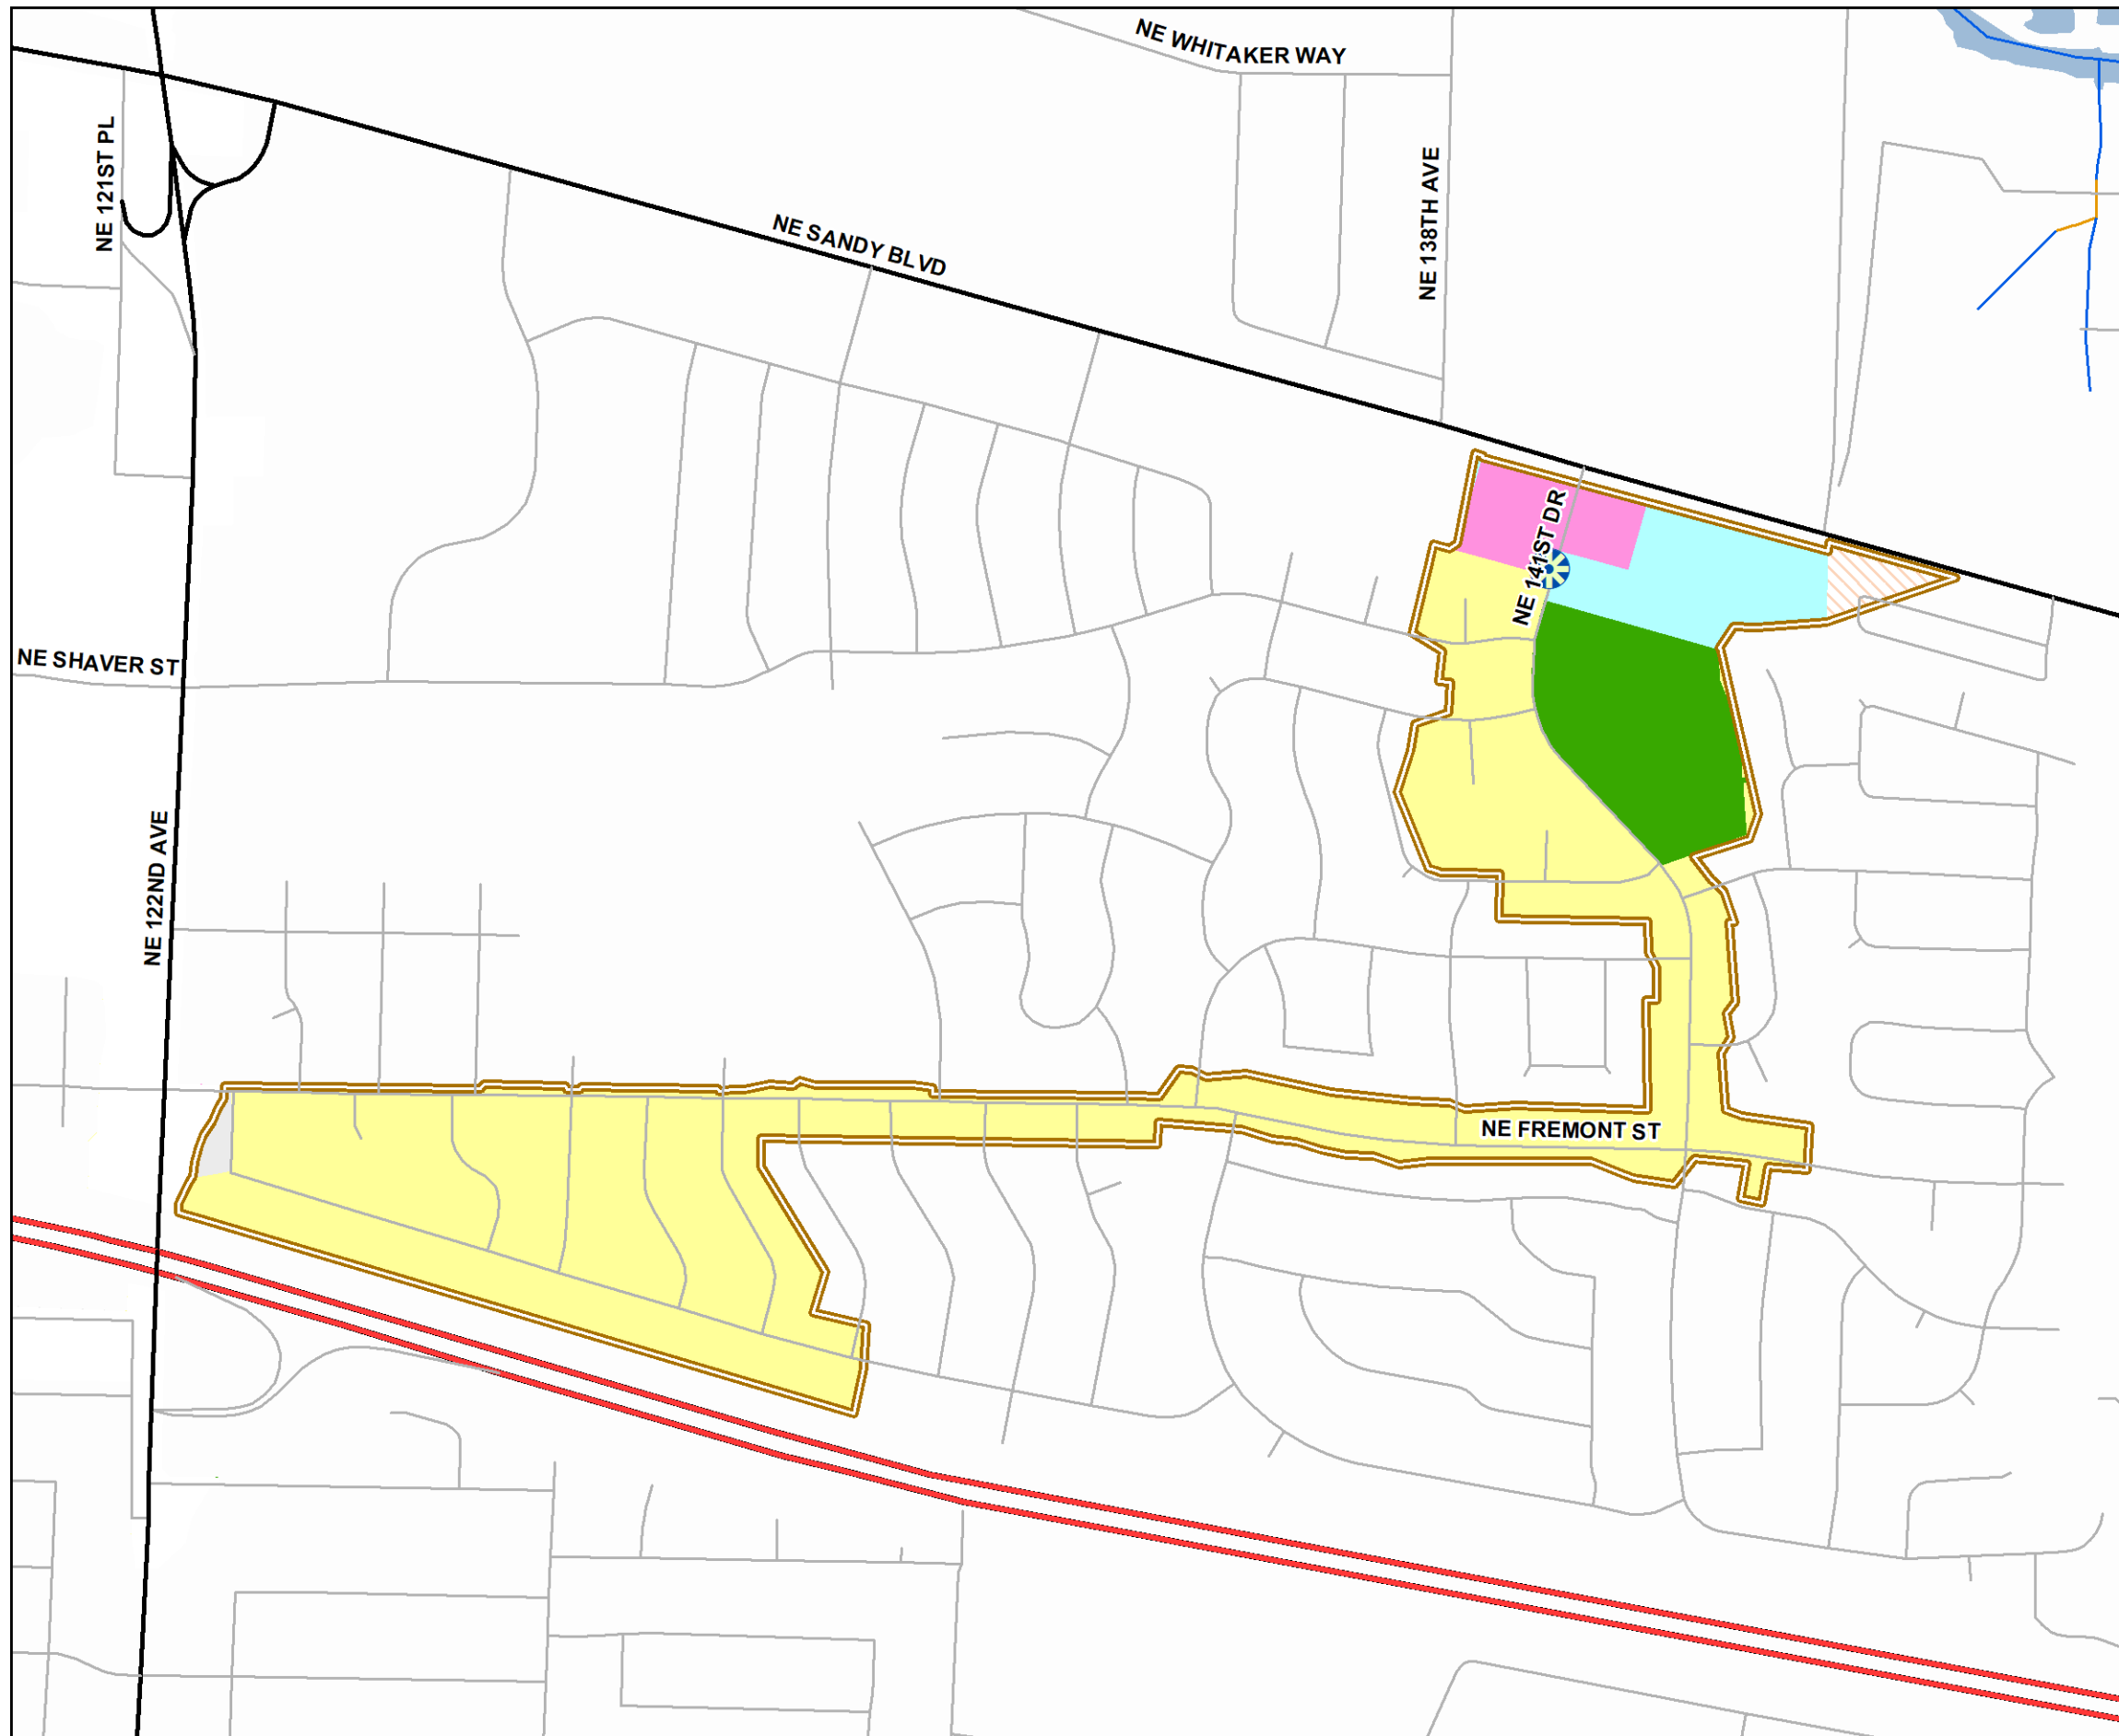 NE WHITAKER WAY
NE 121ST PL
NE 138TH AVE
NE SANDY BLVD
NE 141ST DR
NE SHAVER ST
NE 122ND AVE
NE FREMONT ST